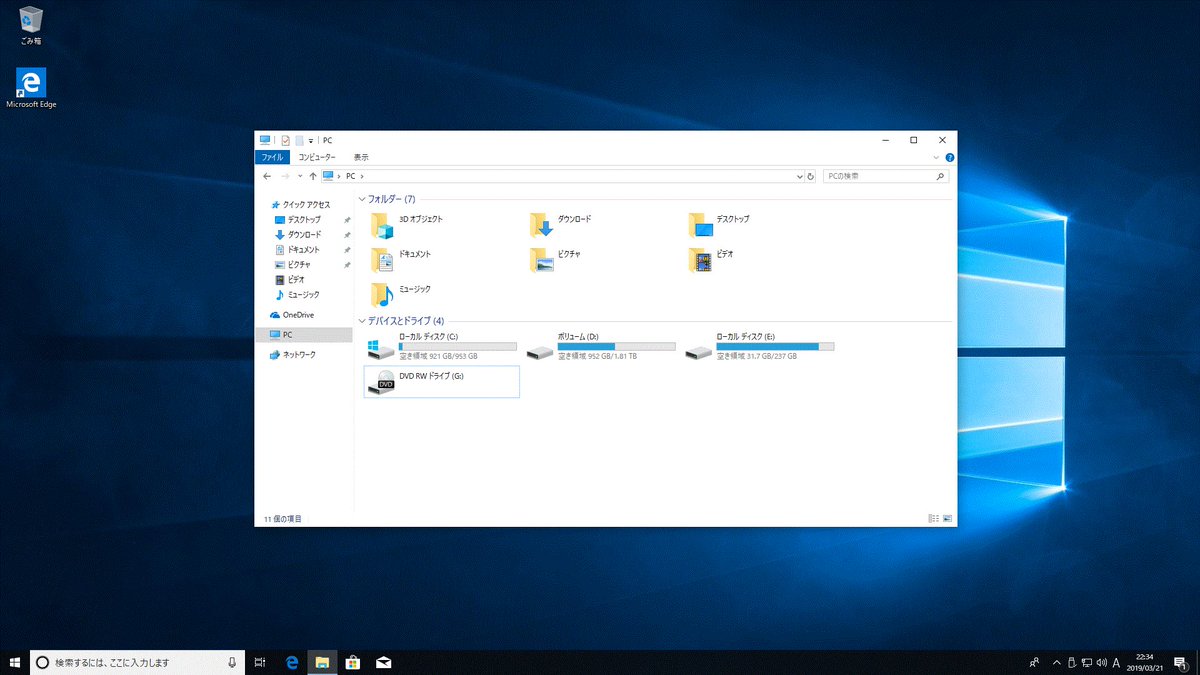 ごみ箱
Microsoft Edge
PC
ファイル
コンピューター
表示
PC
PCの検索
クイック アクセス
デスクトップ
ダウンロード
ドキュメント
ピクチャ
ビデオ
ミュージック
OneDrive
PC
ネットワーク
フォルダー (7)
3D オブジェクト
ダウンロード
デスクトップ
ドキュメント
ピクチャ
ビデオ
ミュージック
デバイスとドライブ (4)
ローカル ディスク (C:)
空き領域 921 GB/953 GB
ボリューム (D:)
空き領域 952 GB/1.81 TB
ローカル ディスク (E:)
空き領域 31.7 GB/237 GB
DVD
DVD RW ドライブ (G:)
11 個の項目
検索するには、ここに入力します
A
22:34
2019/03/21
1